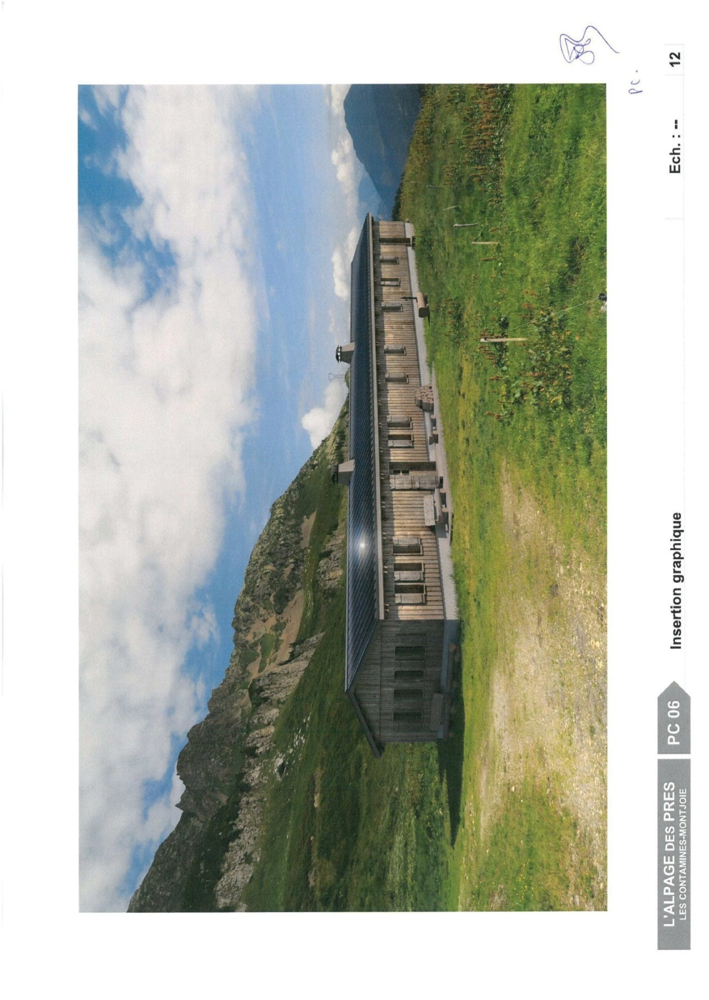 PC.
L'ALPAGE DES PRES
LES CONTAMINES-MONTJOIE
PC 06
Insertion graphique
Ech. : --
12